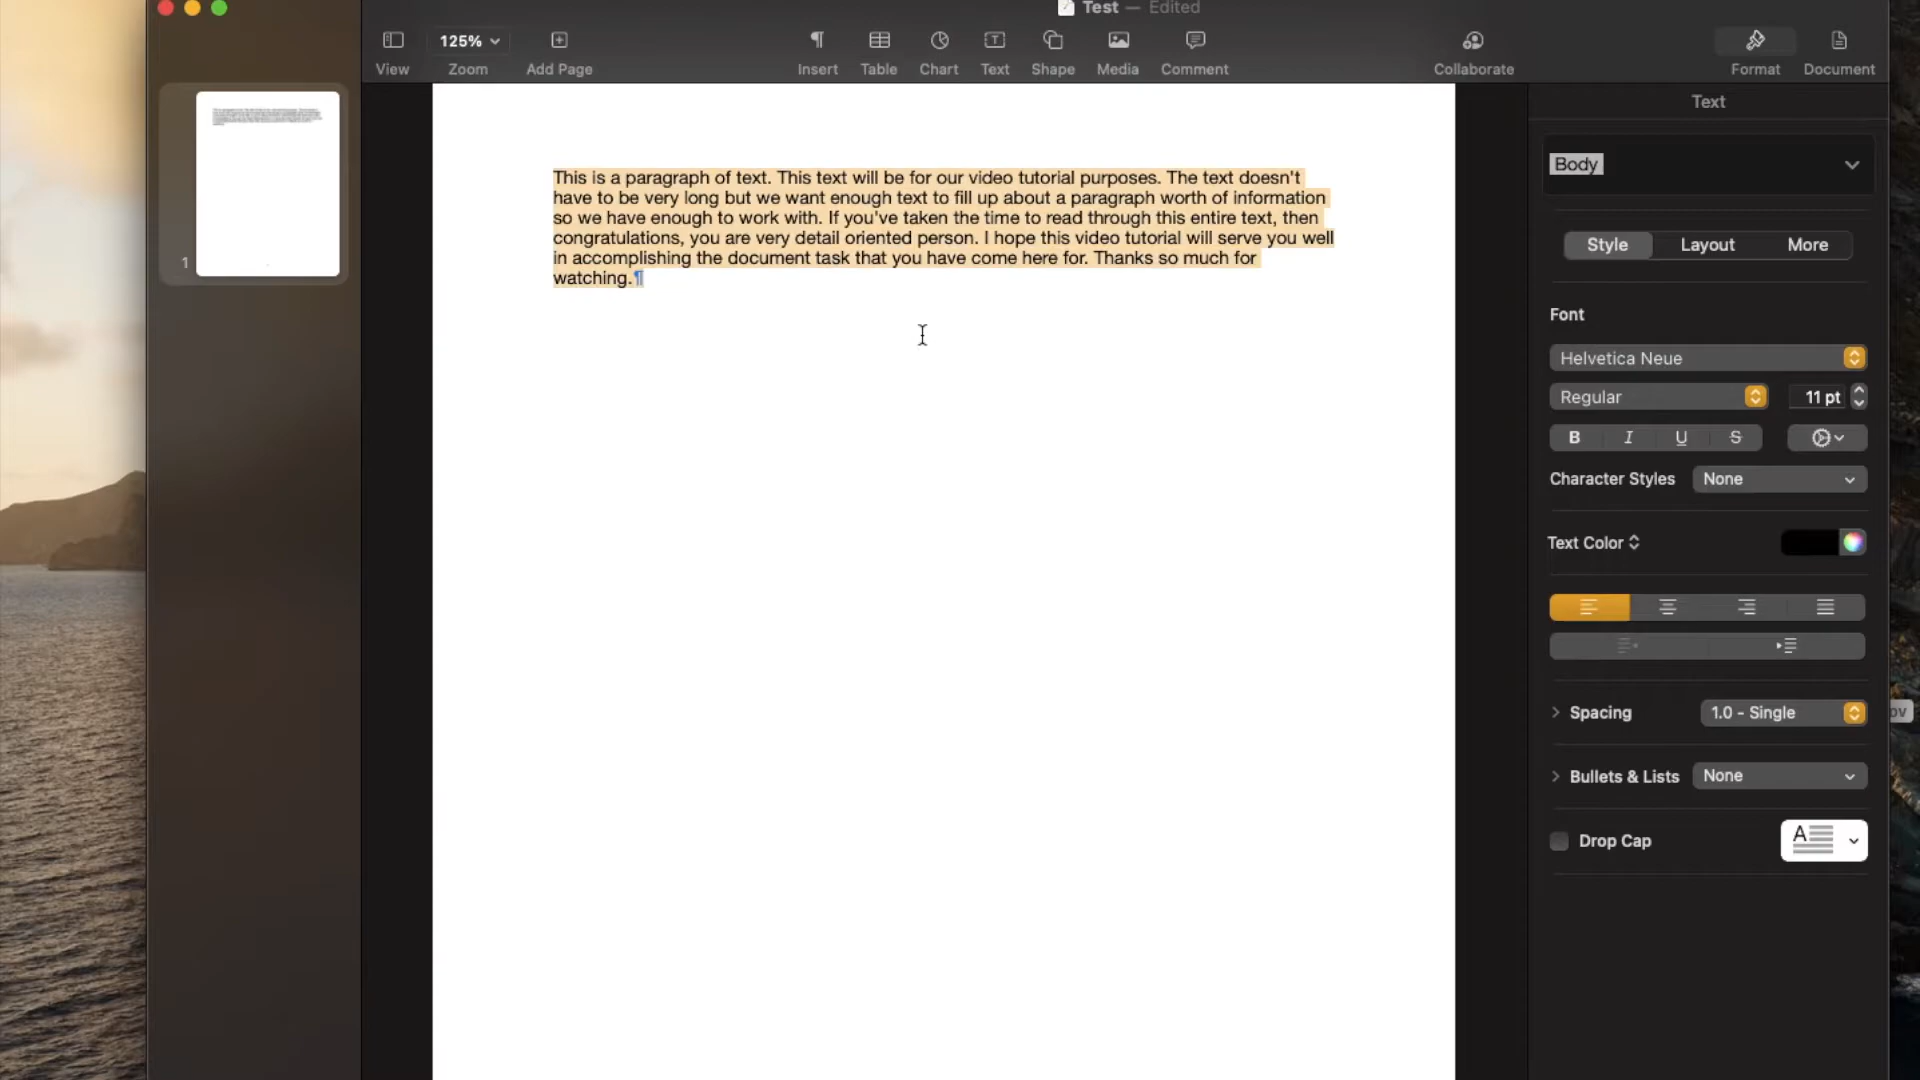 Test — Edited
125%
View
Zoom
Add Page
Insert
Table
Chart
Text
Shape
Media
Comment
Collaborate
Format
Document
1
This is a paragraph of text. This text will be for our video tutorial purposes. The text doesn't
have to be very long but we want enough text to fill up about a paragraph worth of information
so we have enough to work with. If you've taken the time to read through this entire text, then
congratulations, you are very detail oriented person. I hope this video tutorial will serve you well
in accomplishing the document task that you have come here for. Thanks so much for
watching.¶
Text
Body
Style
Layout
More
Font
Helvetica Neue
Regular
11 pt
B I U S
Character Styles
None
Text Color
Spacing
1.0 - Single
Bullets & Lists
None
Drop Cap
A